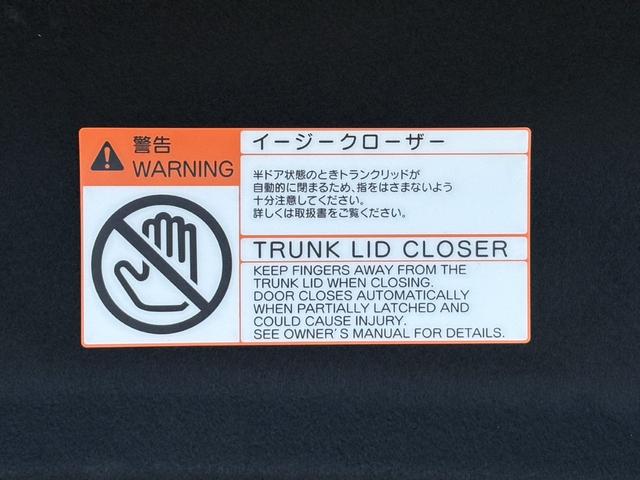 警告
WARNING
イージークローザー
半ドア状態のときトランクリッドが
自動的に閉まるため、指をはさまないよう
十分注意してください。
詳しくは取扱書をご覧ください。
TRUNK LID CLOSER
KEEP FINGERS AWAY FROM THE
TRUNK LID WHEN CLOSING.
DOOR CLOSES AUTOMATICALLY
WHEN PARTIALLY LATCHED AND
COULD CAUSE INJURY.
SEE OWNER'S MANUAL FOR DETAILS.